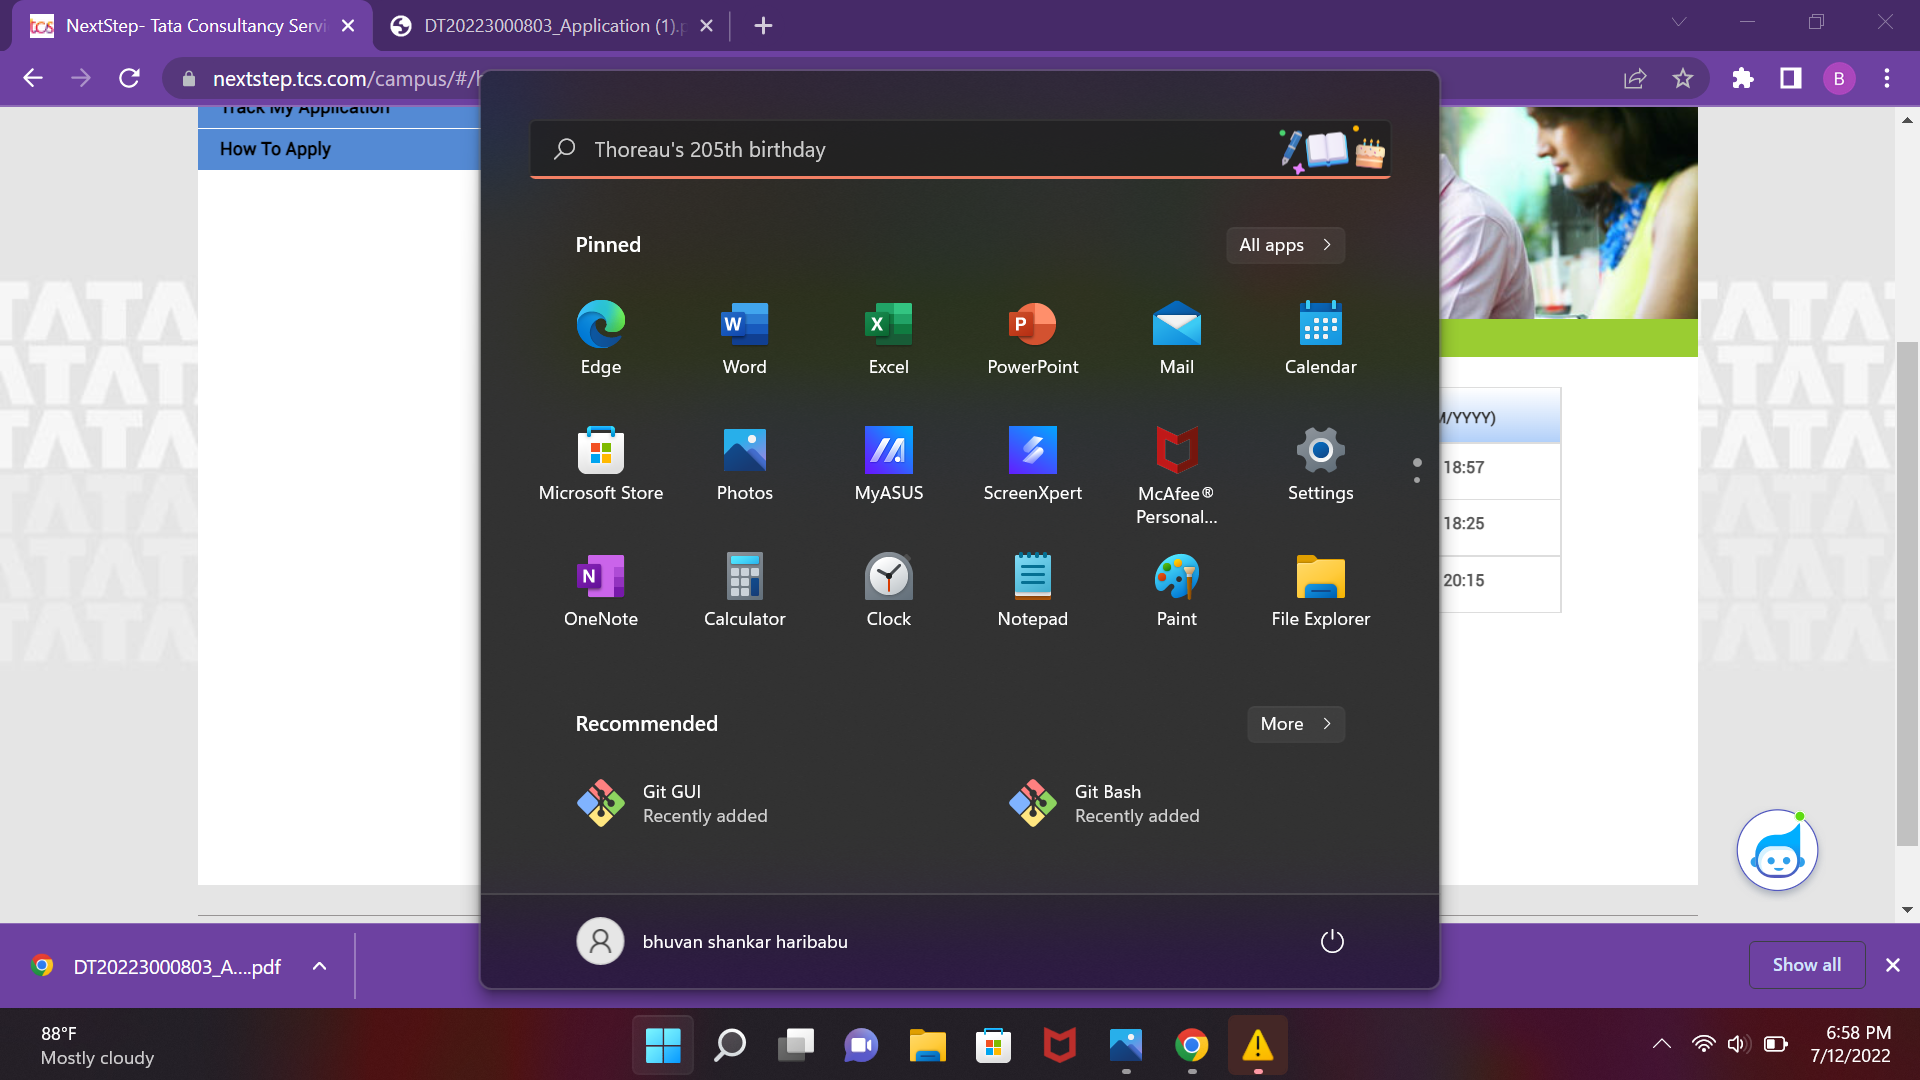 NextStep- Tata Consultancy Servi
DT20223000803_Application (1).p
nextstep.tcs.com/campus/#/
B
Track My Application
How To Apply
Thoreau's 205th birthday
Pinned
All apps
Edge
Word
Excel
PowerPoint
Mail
Calendar
Microsoft Store
Photos
MyASUS
ScreenXpert
McAfee®
Personal...
Settings
OneNote
Calculator
Clock
Notepad
Paint
File Explorer
M/YYYY)
18:57
18:25
20:15
Recommended
More
Git GUI
Recently added
Git Bash
Recently added
bhuvan shankar haribabu
DT20223000803_A....pdf
Show all
88°F
Mostly cloudy
6:58 PM
7/12/2022